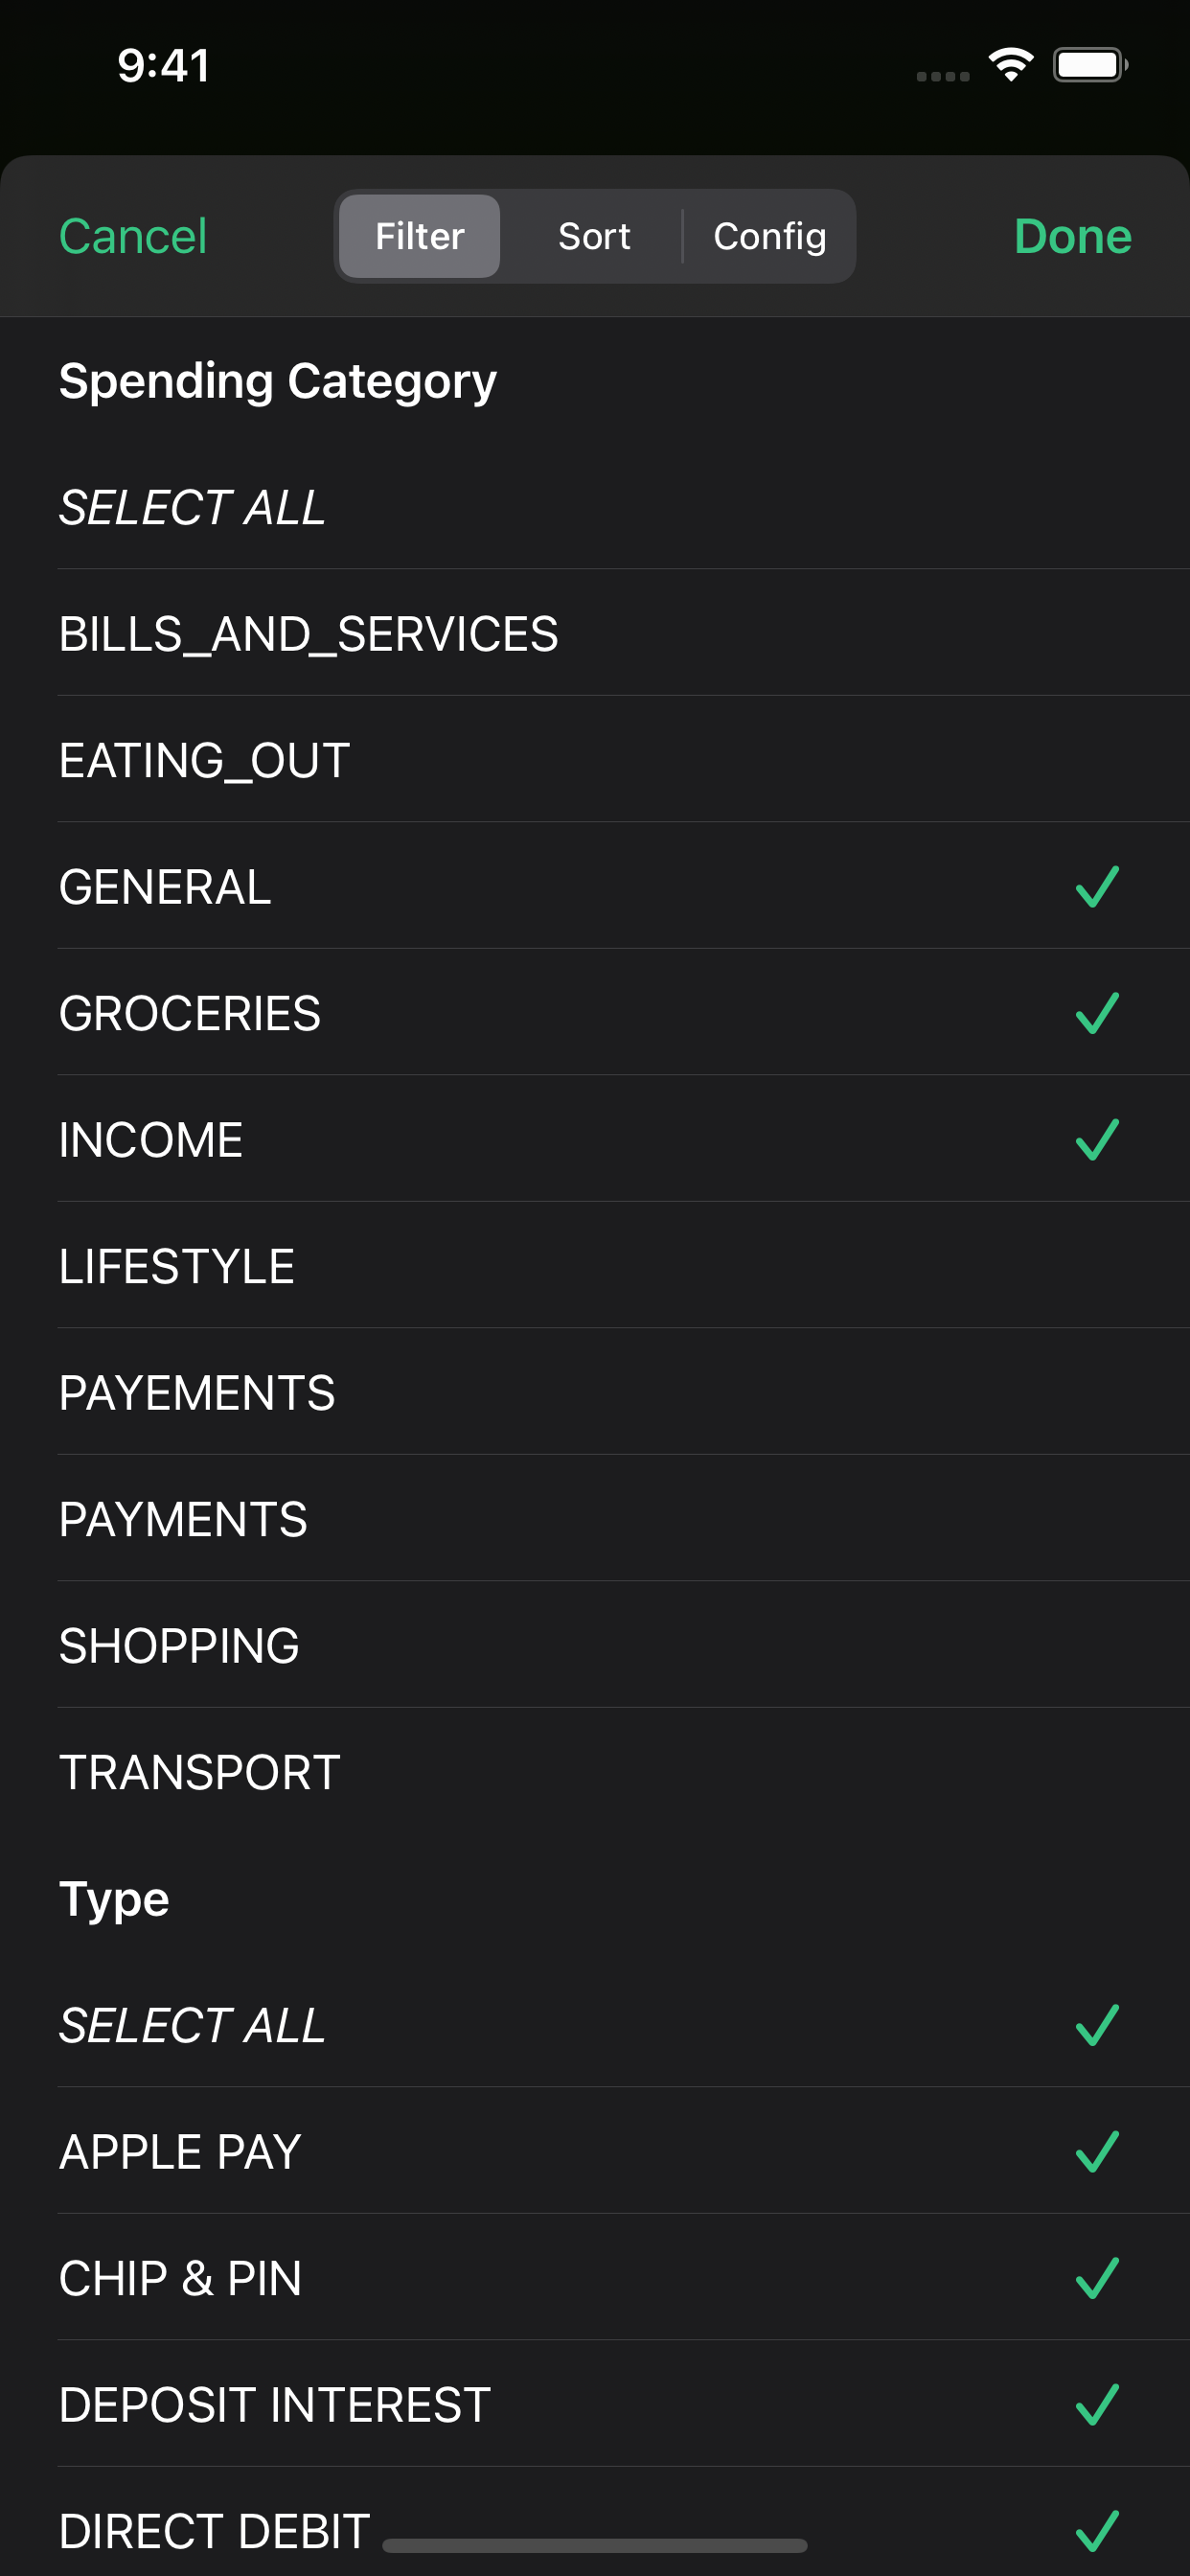 9:41
Cancel
Filter
Sort
Config
Done
Spending Category
SELECT ALL
BILLS_AND_SERVICES
EATING_OUT
GENERAL
GROCERIES
INCOME
LIFESTYLE
PAYEMENTS
PAYMENTS
SHOPPING
TRANSPORT
Type
SELECT ALL
APPLE PAY
CHIP & PIN
DEPOSIT INTEREST
DIRECT DEBIT